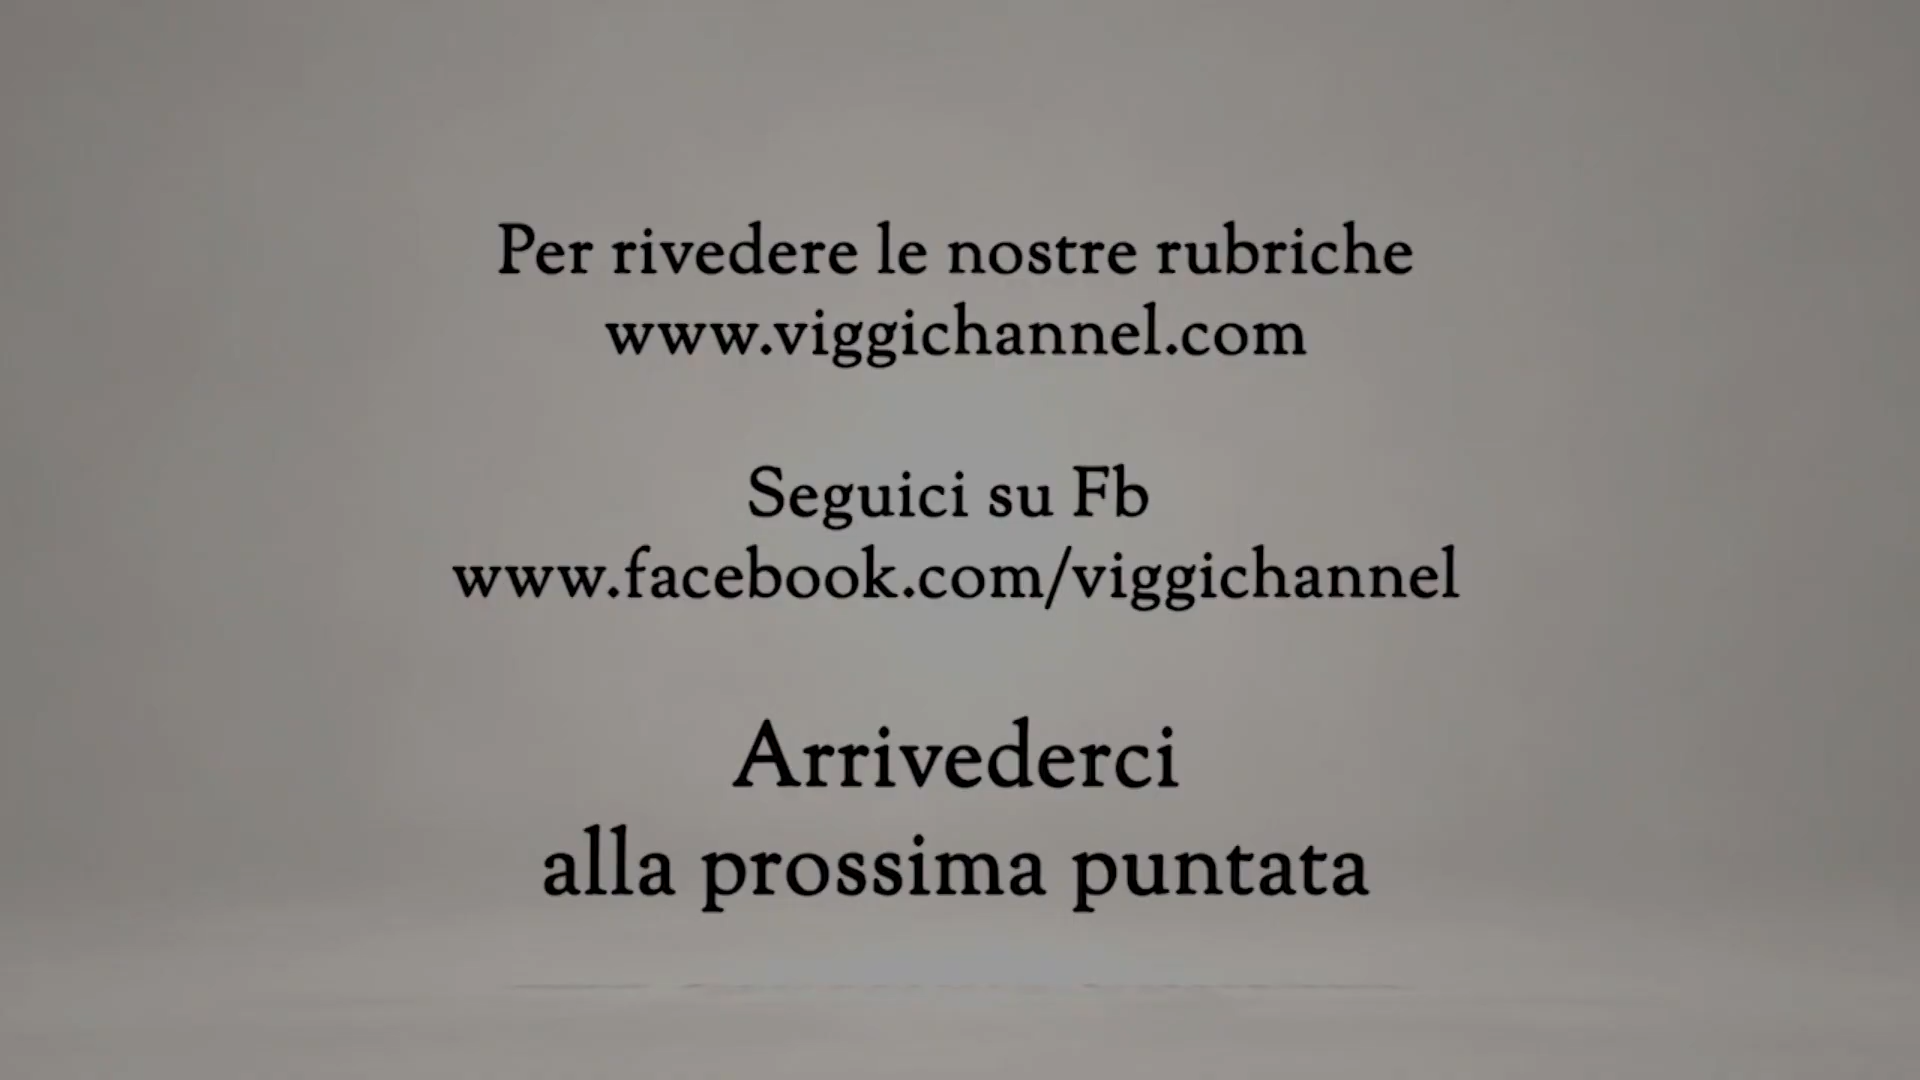 Per rivedere le nostre rubriche
www.viggichannel.com
Seguici su Fb
www.facebook.com/viggichannel
Arrivederci
alla prossima puntata